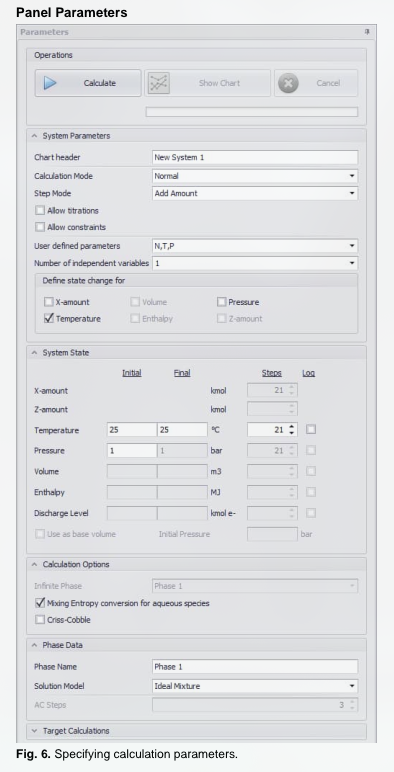 Panel Parameters
Parameters
Operations
Calculate Show Chart Cancel
System Parameters
Chart header New System 1
Calculation Mode Normal
Step Mode Add Amount
Allow titrations
Allow constraints
User defined parameters N,T,P
Number of independent variables 1
Define state change for
X-amount Volume Pressure
Temperature Enthalpy Z-amount
System State
Initial Final Steps Log
X-amount kmol 21
Z-amount kmol
Temperature 25 25 °C 21
Pressure 1 1 bar 21
Volume m3
Enthalpy MJ
Discharge Level kmol e-
Use as base volume Initial Pressure bar
Calculation Options
Infinite Phase Phase 1
Mixing Entropy conversion for aqueous species
Criss-Cobble
Phase Data
Phase Name Phase 1
Solution Model Ideal Mixture
AC Steps 3
Target Calculations
Fig. 6. Specifying calculation parameters.